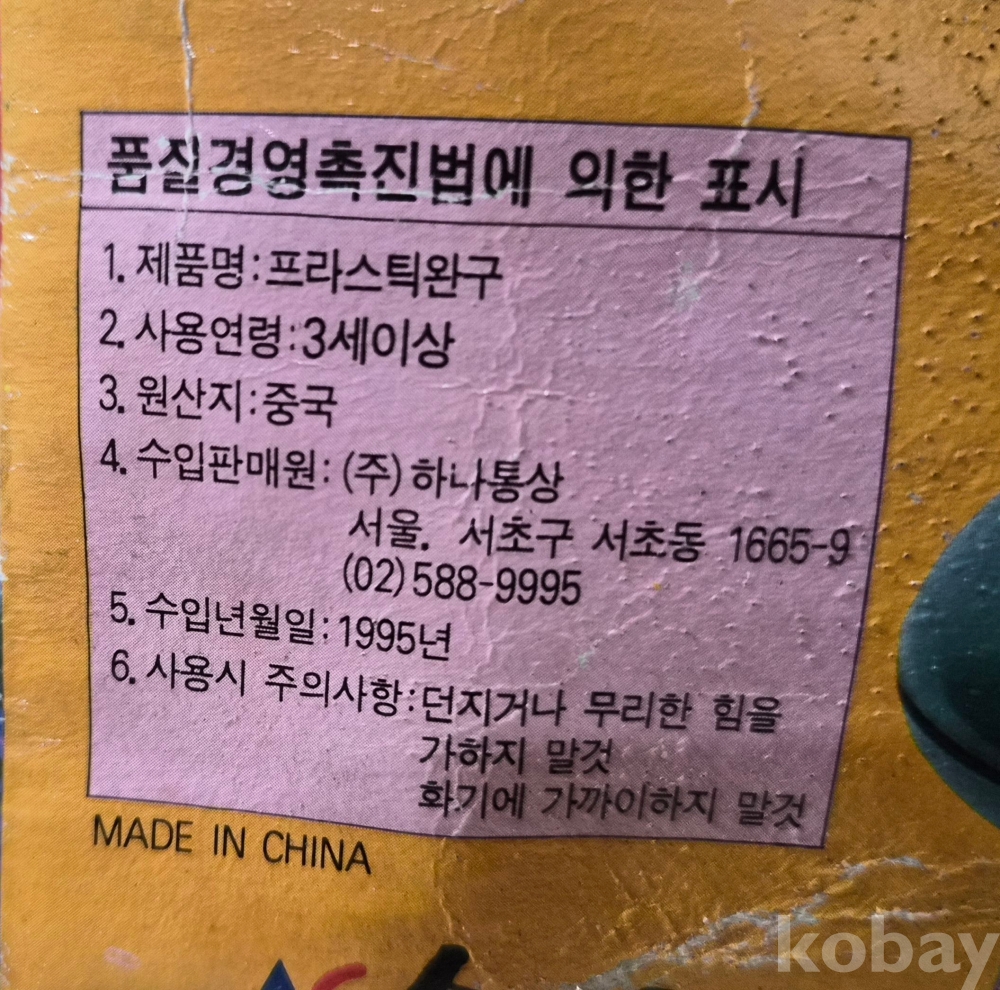 품질경영촉진법에 의한 표시
1. 제품명:프라스틱완구
2. 사용연령:3세이상
3. 원산지:중국
4. 수입판매원: (주)하나통상
서울. 서초구 서초동 1665-9
(02)588-9995
5. 수입년월일:1995년
6. 사용시 주의사항:던지거나 무리한 힘을
가하지 말것
화기에 가까이하지 말것
MADE IN CHINA
kobay